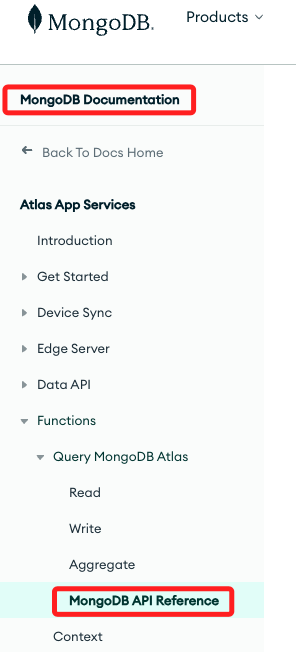 MongoDB. Products
MongoDB Documentation
Back To Docs Home
Atlas App Services
Introduction
Get Started
Device Sync
Edge Server
Data API
Functions
Query MongoDB Atlas
Read
Write
Aggregate
MongoDB API Reference
Context